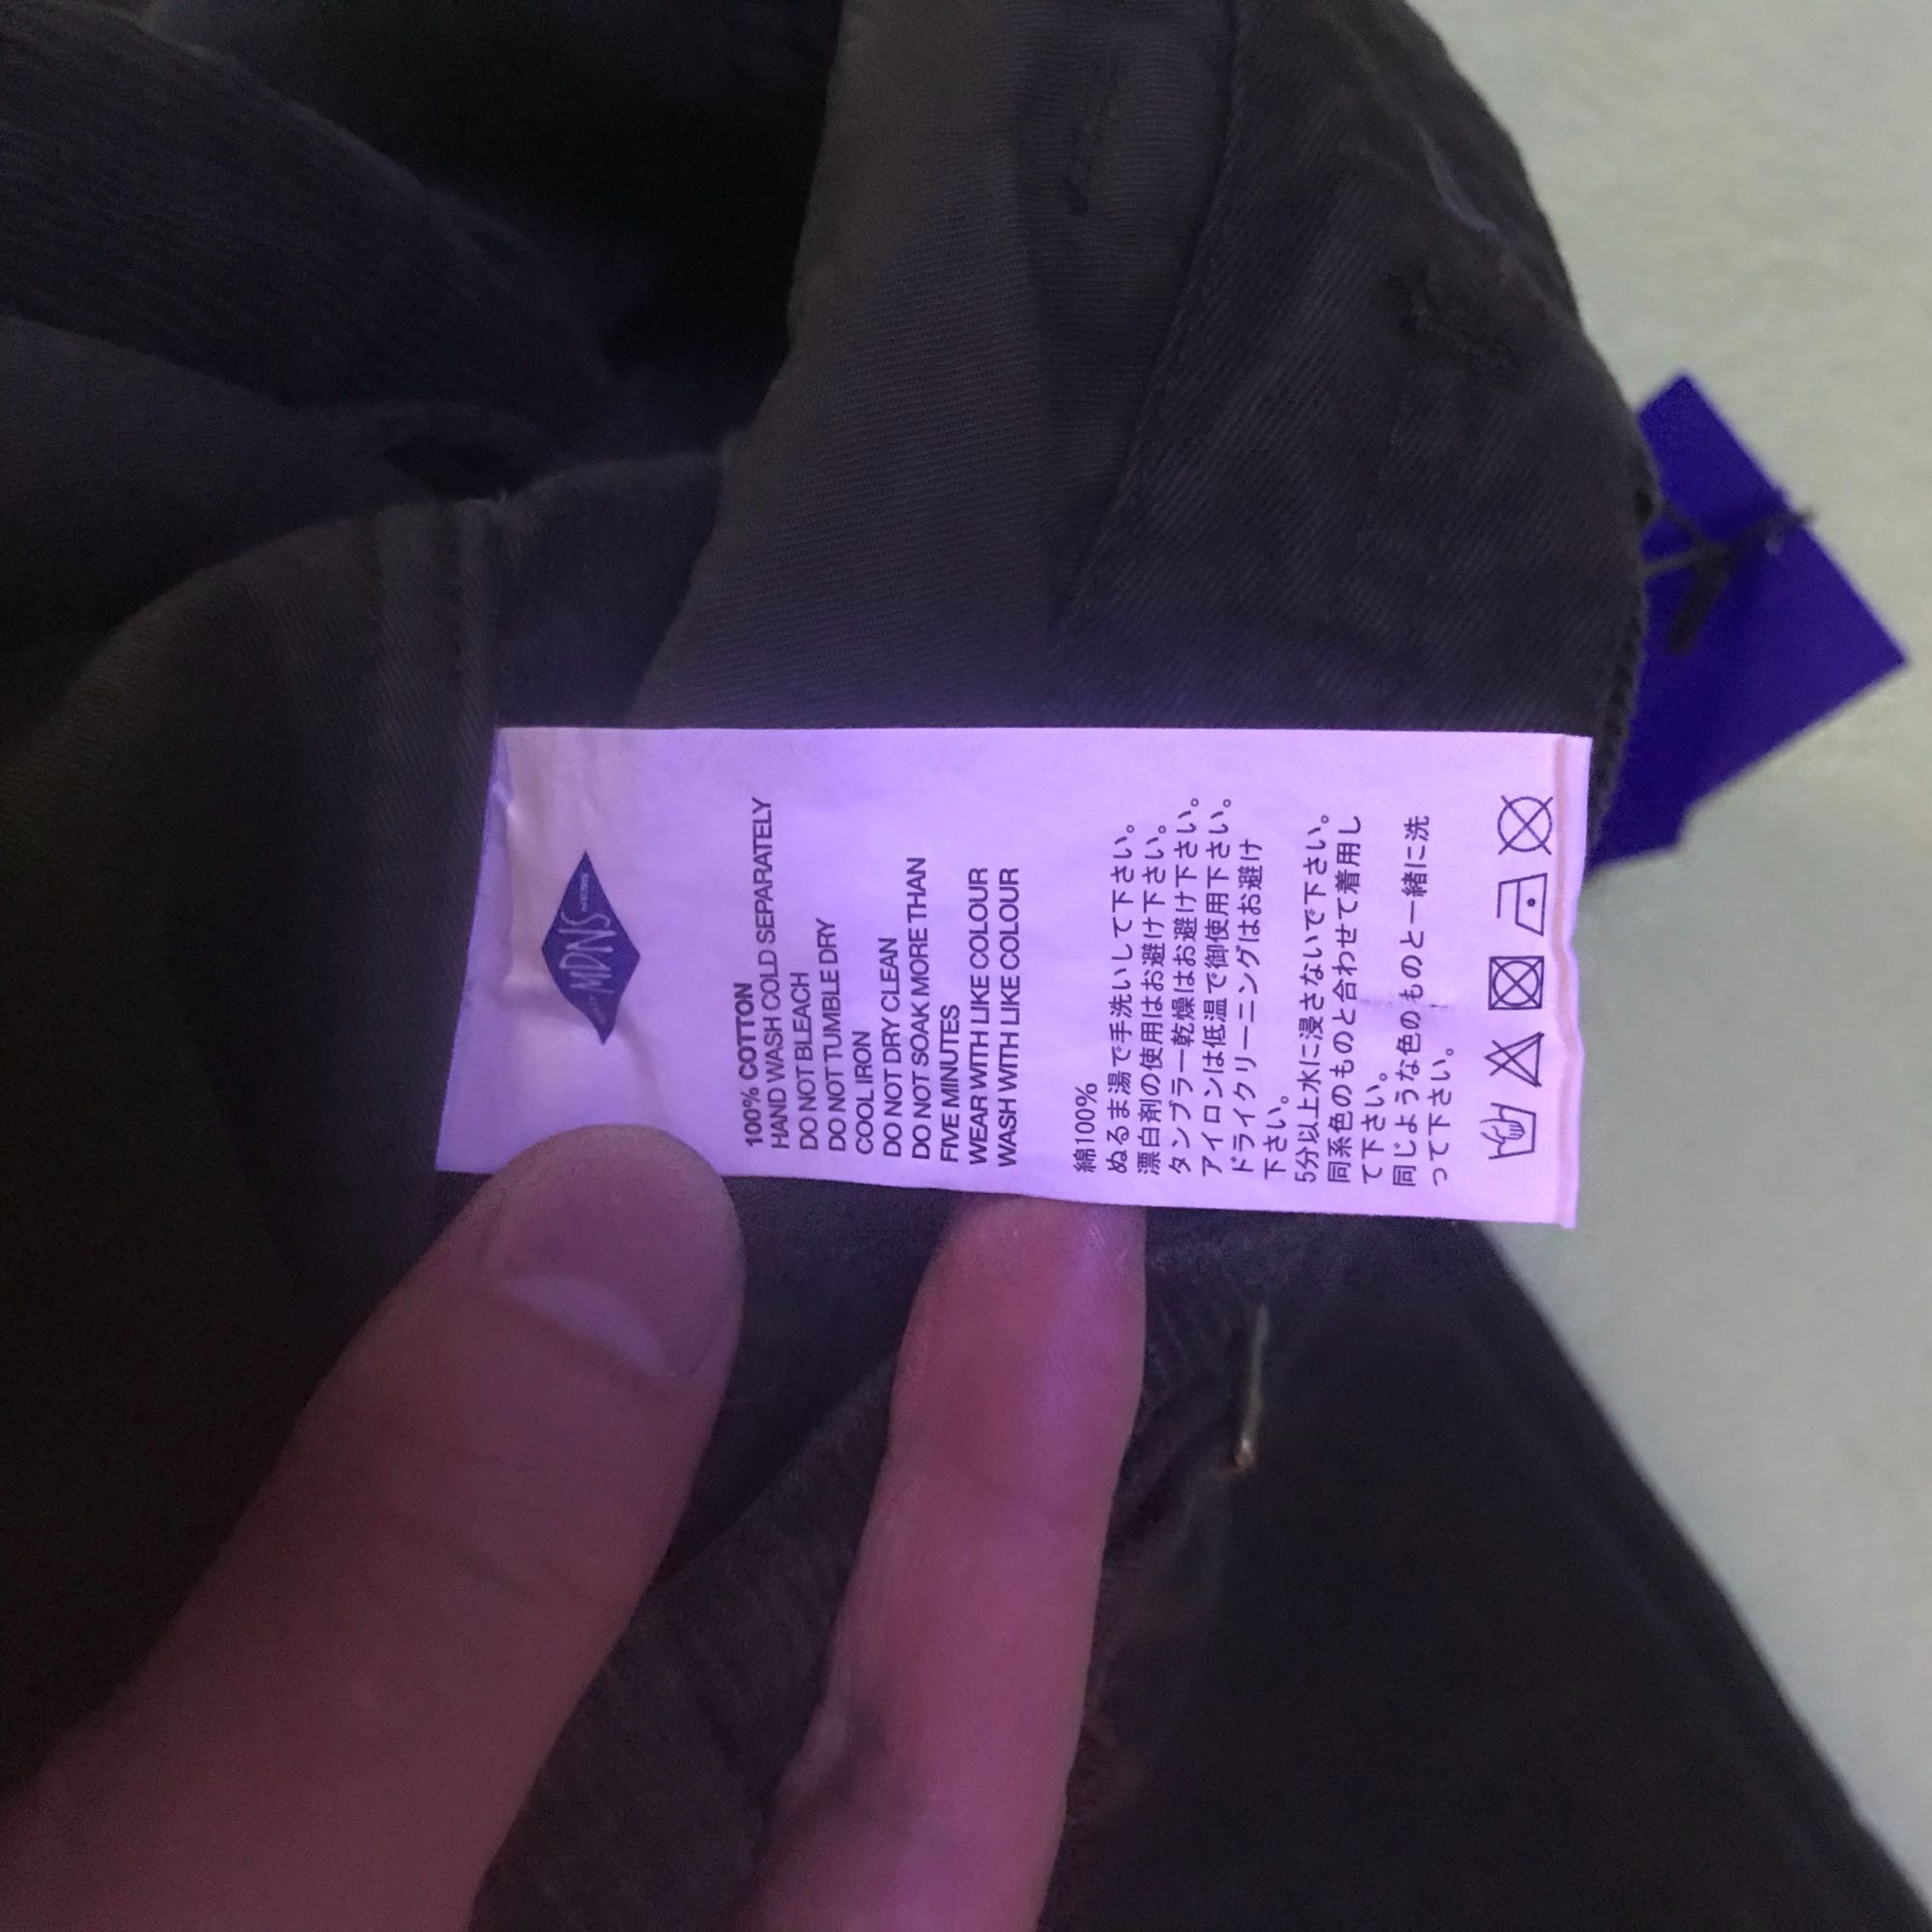 MDNS
100% COTTON
HAND WASH COLD SEPARATELY
DO NOT BLEACH
DO NOT TUMBLE DRY
COOL IRON
DO NOT DRY CLEAN
DO NOT SOAK MORE THAN
FIVE MINUTES
WEAR WITH LIKE COLOUR
WASH WITH LIKE COLOUR
綿100%
ぬるま湯で手洗いして下さい。
漂白剤の使用はお避け下さい。
タンブラー乾燥はお避け下さい。
アイロンは低温で御使用下さい。
ドライクリーニングはお避け
下さい。
5分以上水に浸さないで下さい。
同系色のものと合わせて着用し
て下さい。
同じような色のものと一緒に洗
って下さい。